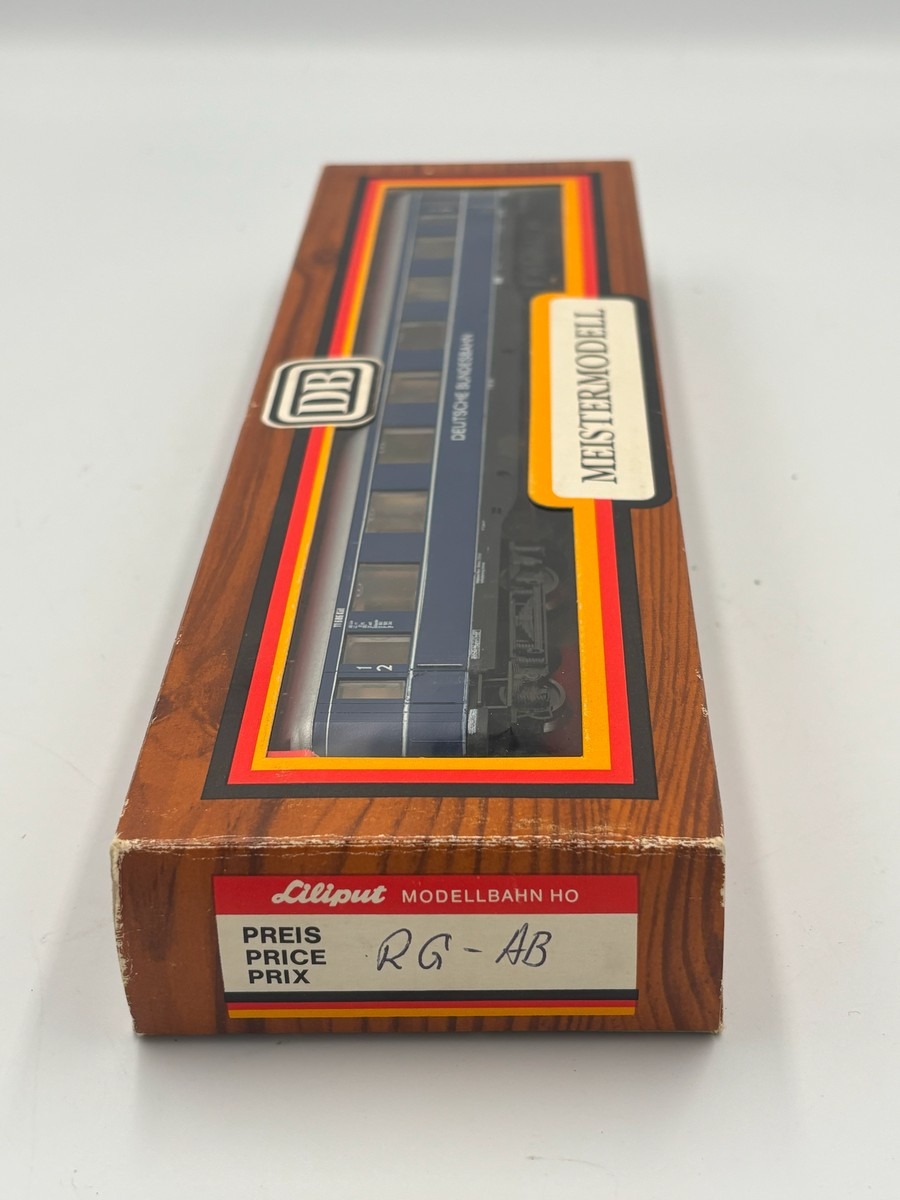 DB
MEISTERMODELL
DEUTSCHE BUNDESBAHN
1
2
Liliput MODELLBAHN HO
PREIS
PRICE
PRIX
RG-AB